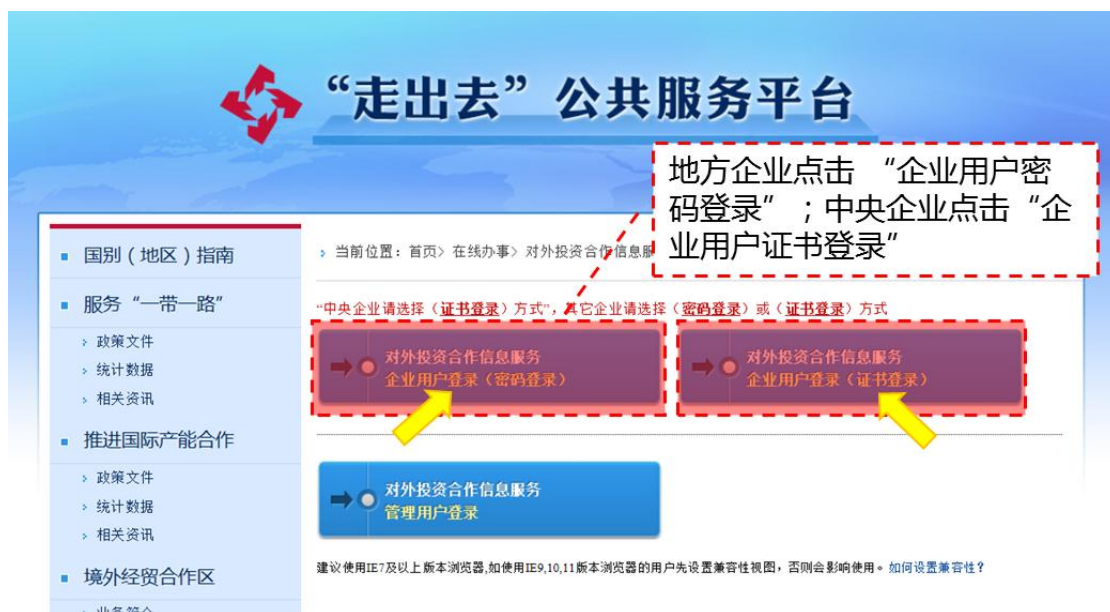 “走出去”公共服务平台
地方企业点击 “企业用户密
码登录” ；中央企业点击“企
业用户证书登录”
国别（地区）指南
服务“一带一路”
政策文件
统计数据
相关资讯
推进国际产能合作
政策文件
统计数据
相关资讯
境外经贸合作区
当前位置：首页> 在线办事> 对外投资合作信息服
“中央企业请选择（证书登录）方式”，其它企业请选择（密码登录）或（证书登录）方式
对外投资合作信息服务
企业用户登录（密码登录）
对外投资合作信息服务
企业用户登录（证书登录）
对外投资合作信息服务
管理用户登录
建议使用IE7及以上版本浏览器,如使用IE9,10,11版本浏览器的用户先设置兼容性视图，否则会影响使用。如何设置兼容性？